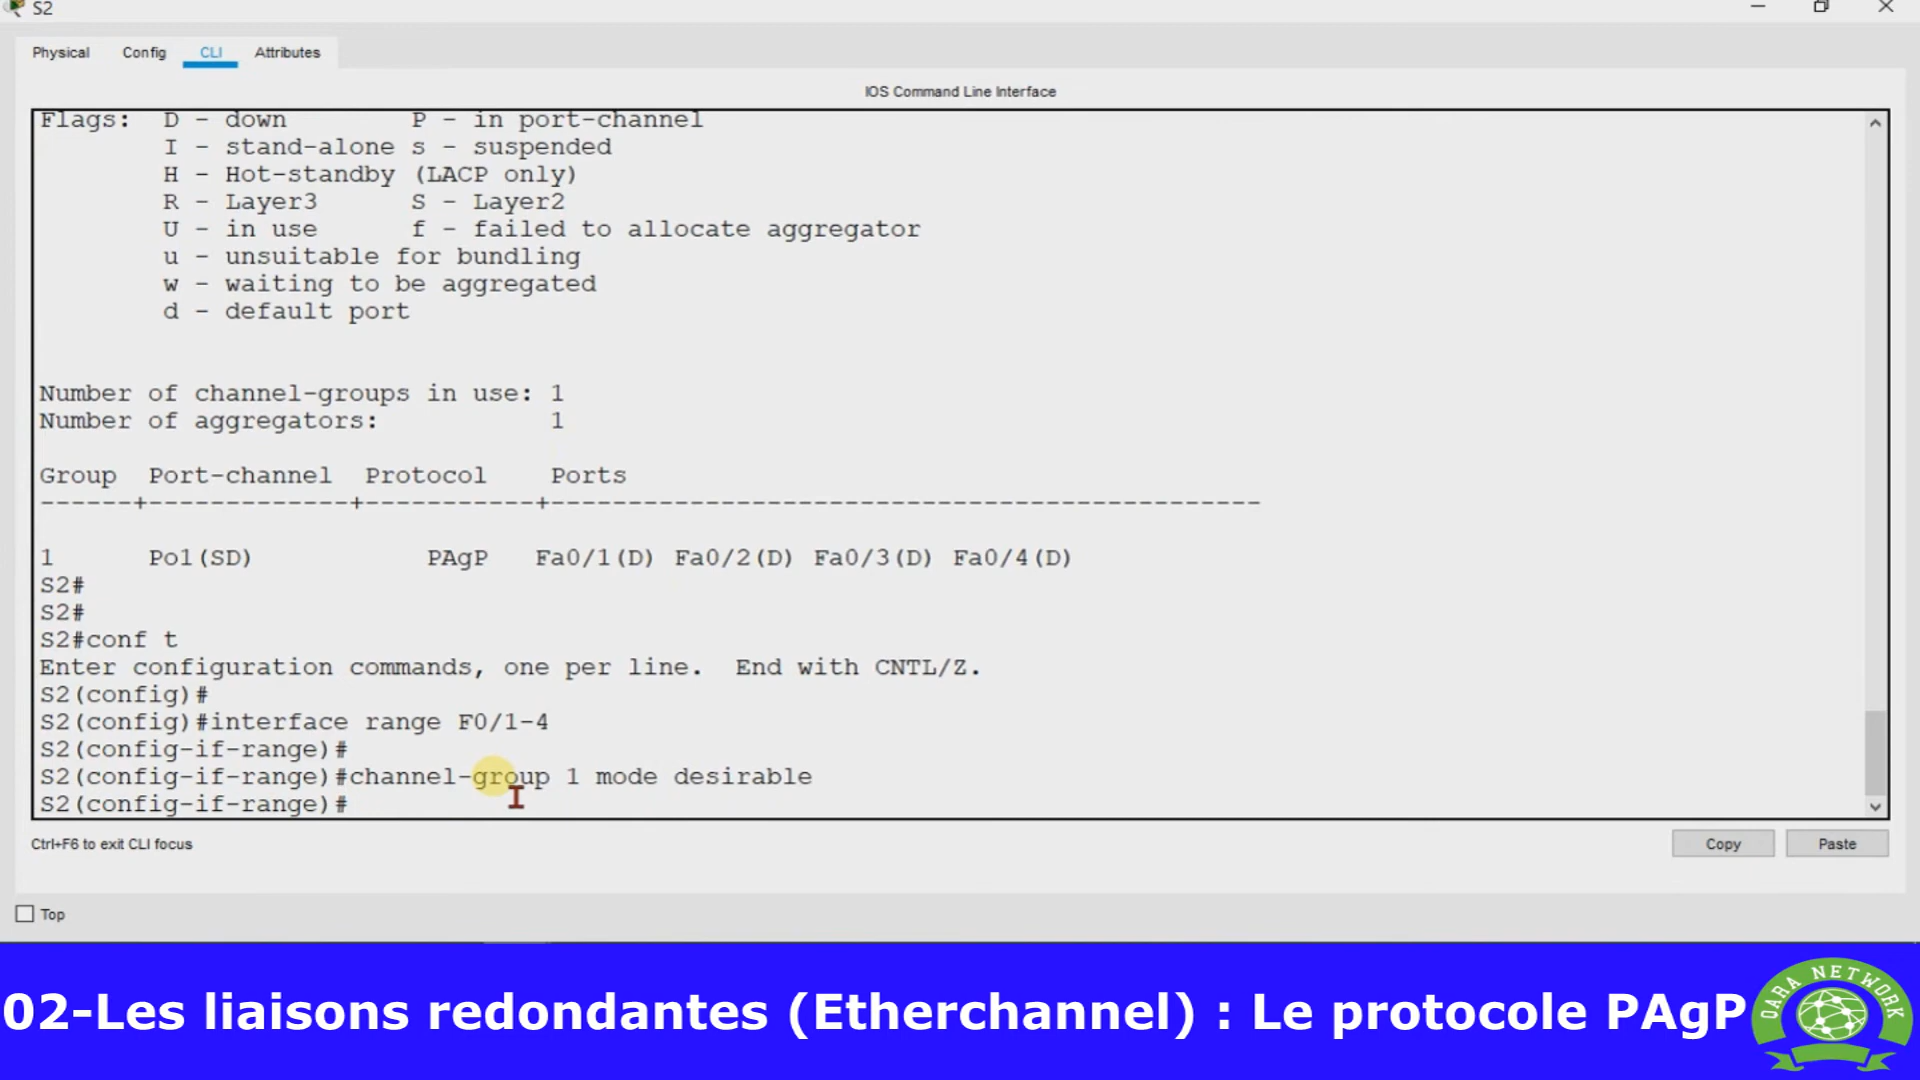 S2
Physical Config CLI Attributes
IOS Command Line Interface
Flags: D - down P - in port-channel
I - stand-alone s - suspended
H - Hot-standby (LACP only)
R - Layer3 S - Layer2
U - in use f - failed to allocate aggregator
u - unsuitable for bundling
w - waiting to be aggregated
d - default port
Number of channel-groups in use: 1
Number of aggregators: 1
Group Port-channel Protocol Ports
------+-------------+-----------+----------------------------------------------
1 Po1(SD) PAgP Fa0/1(D) Fa0/2(D) Fa0/3(D) Fa0/4(D)
S2#
S2#
S2#conf t
Enter configuration commands, one per line. End with CNTL/Z.
S2(config)#
S2(config)#interface range F0/1-4
S2(config-if-range)#
S2(config-if-range)#channel-group 1 mode desirable
S2(config-if-range)#
Ctrl+F6 to exit CLI focus
Copy Paste
Top
02-Les liaisons redondantes (Etherchannel) : Le protocole PAgP
OARA NETWORK